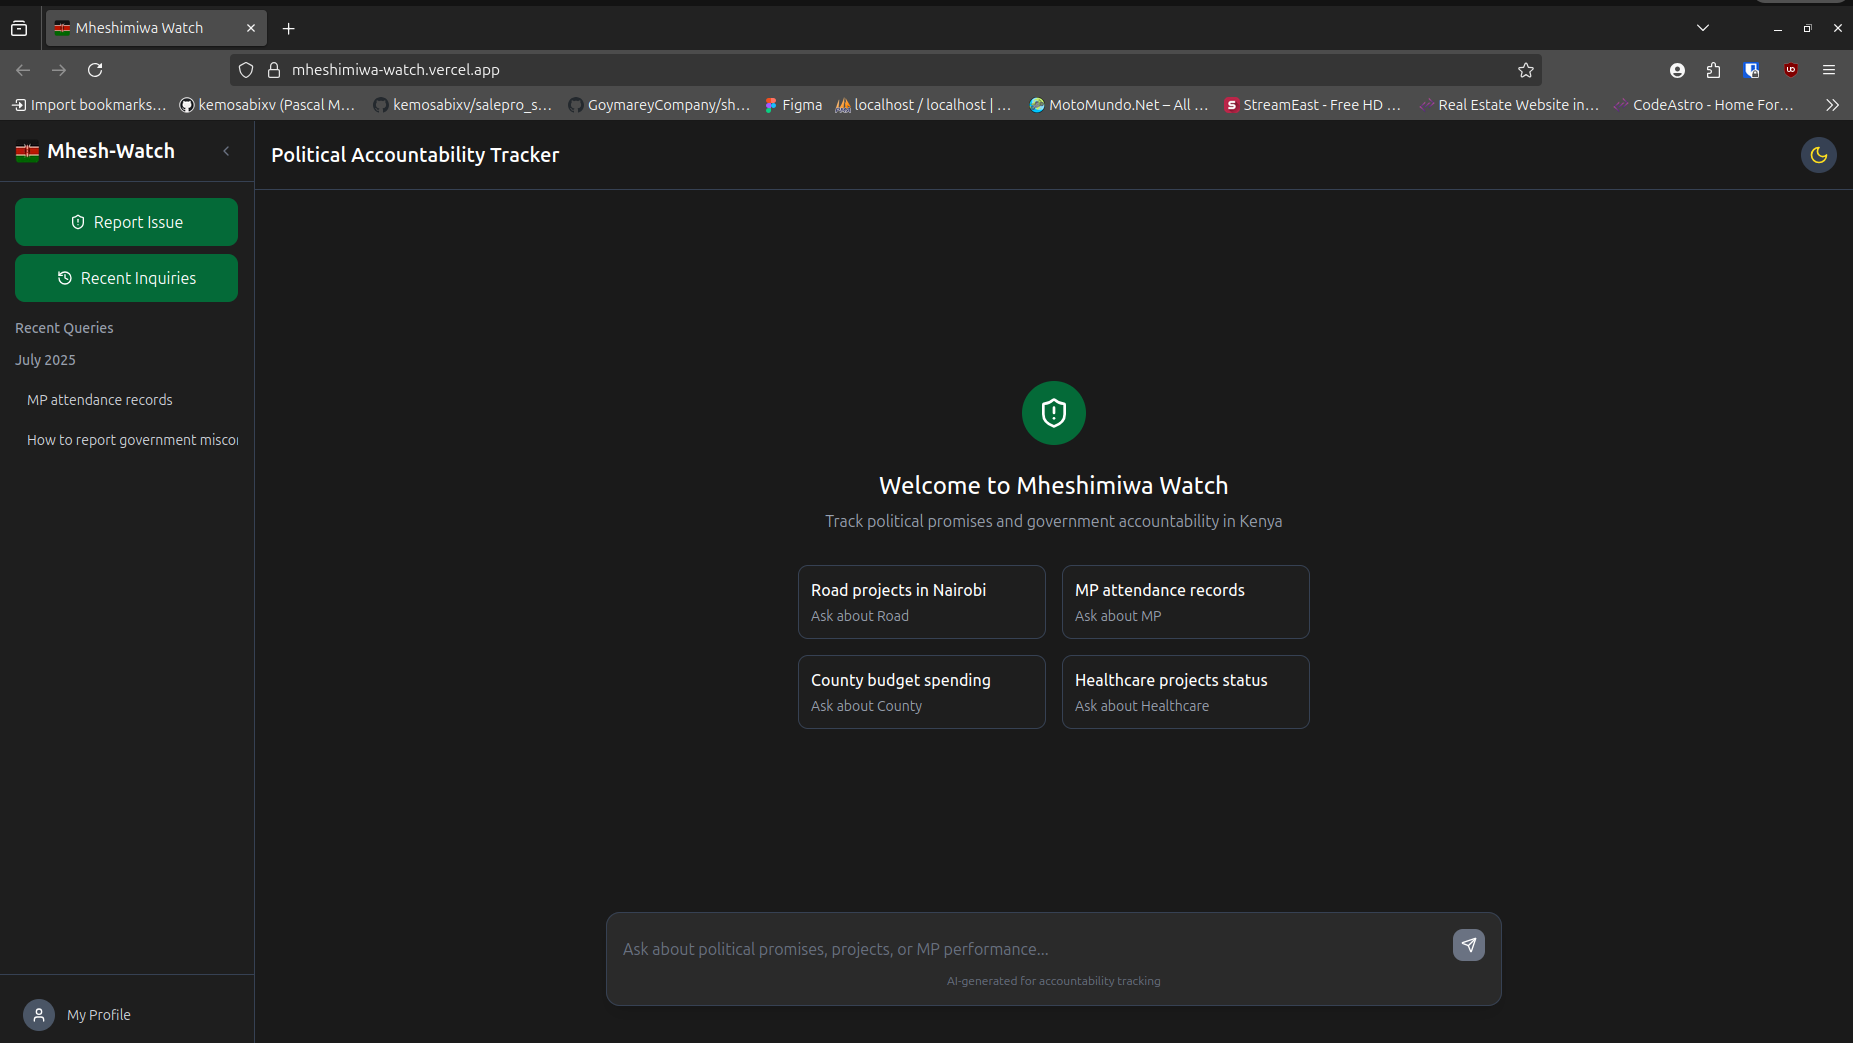 Mheshimiwa Watch
mheshimiwa-watch.vercel.app
Import bookmarks... kemosabixv (Pascal M... kemosabixv/salepro_s... GoymareyCompany/sh... Figma localhost / localhost | ... MotoMundo.Net – All ... StreamEast - Free HD ... Real Estate Website in... CodeAstro - Home For...
Mhesh-Watch
Political Accountability Tracker
Report Issue
Recent Inquiries
Recent Queries
July 2025
MP attendance records
How to report government miscon
Welcome to Mheshimiwa Watch
Track political promises and government accountability in Kenya
Road projects in Nairobi
Ask about Road
MP attendance records
Ask about MP
County budget spending
Ask about County
Healthcare projects status
Ask about Healthcare
Ask about political promises, projects, or MP performance...
AI-generated for accountability tracking
My Profile